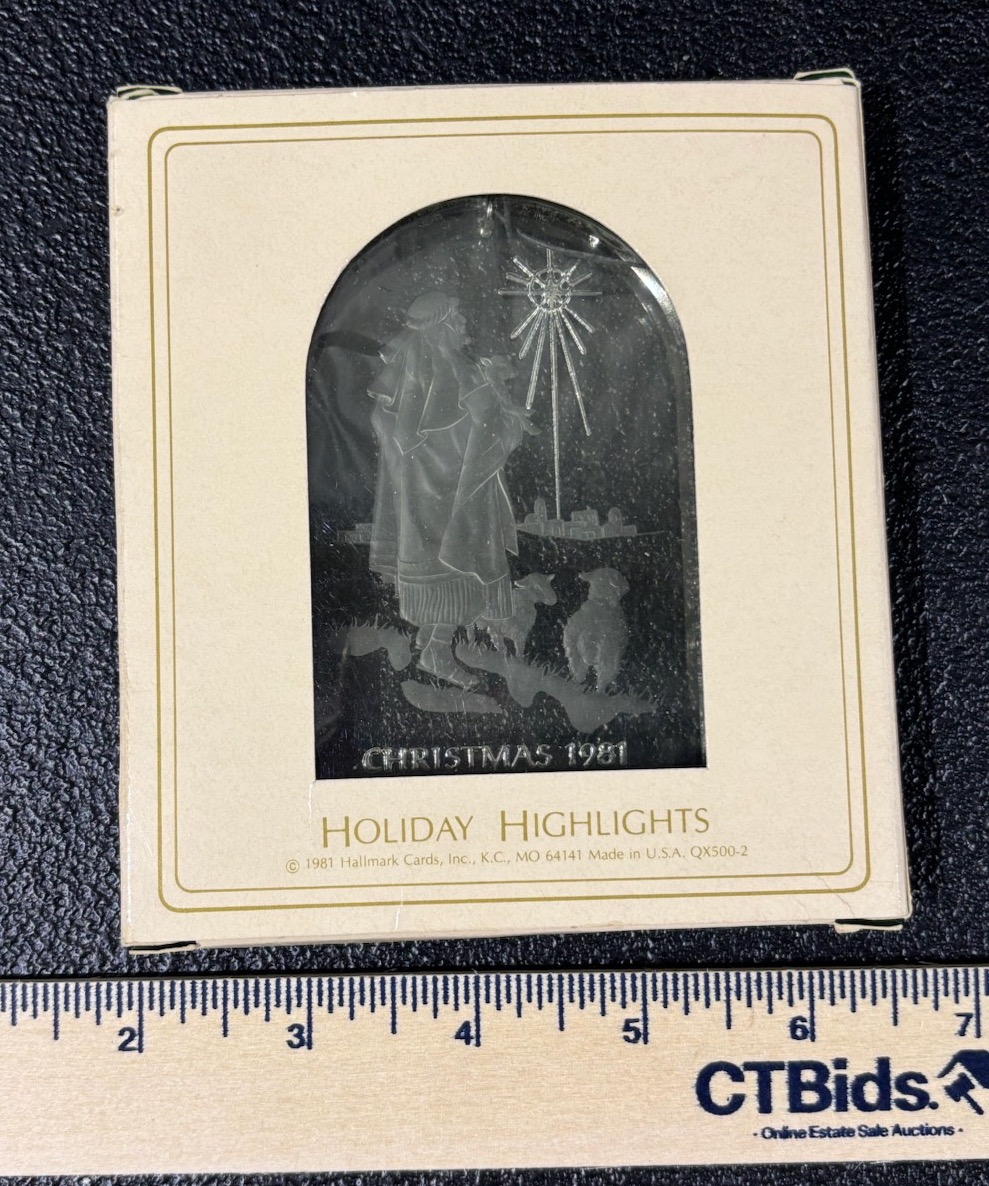 CHRISTMAS 1981
HOLIDAY HIGHLIGHTS
© 1981 Hallmark Cards, Inc., K.C., MO 64141 Made in U.S.A. QX500-2
2 3 4 5 6 7
CTBids.
- Online Estate Sale Auctions -